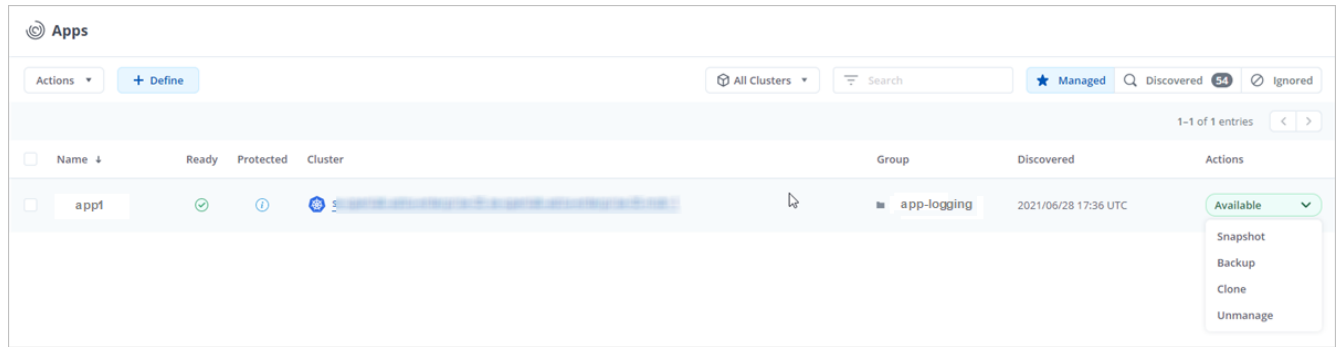 Apps
Actions + Define All Clusters Search Managed Discovered 54 Ignored
1–1 of 1 entries
Name Ready Protected Cluster Group Discovered Actions
app1 app-logging 2021/06/28 17:36 UTC Available
Snapshot
Backup
Clone
Unmanage